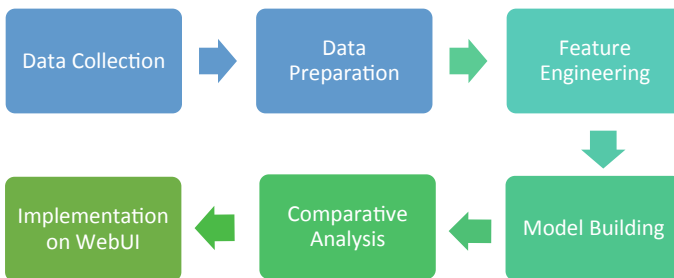 Data Collection
Data
Preparation
Feature
Engineering
Model Building
Comparative
Analysis
Implementation
on WebUI